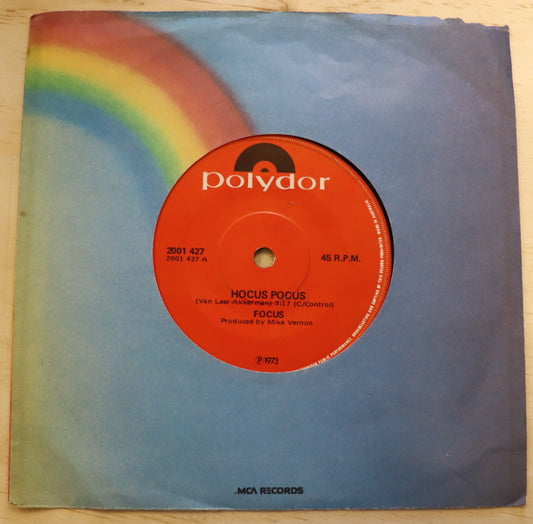 polydor
2001 427
2001 427-A
45 R.P.M.
HOCUS POCUS
(Van Leer-Akkerman) 3:17 (C/Control)
FOCUS
Produced by Mike Vernon
Ⓟ1973
.MCA RECORDS